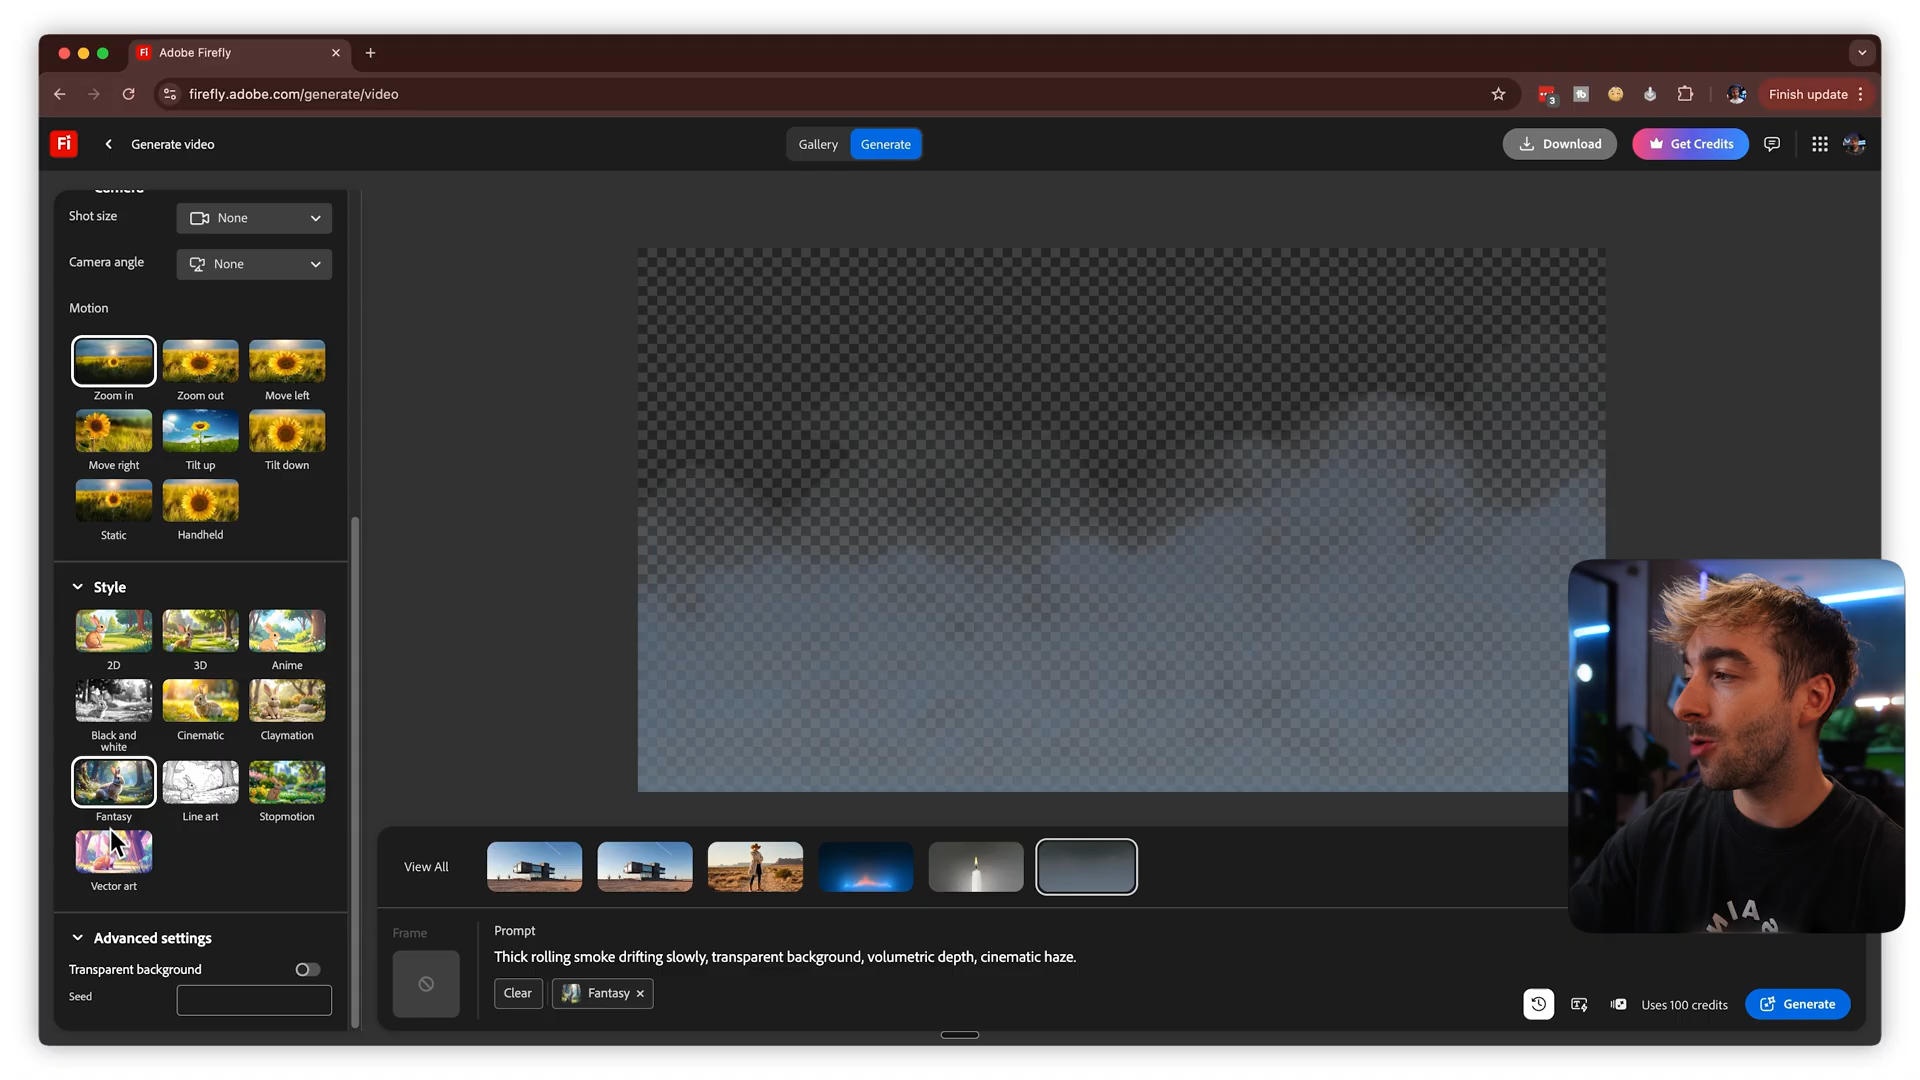 Fi Adobe Firefly
firefly.adobe.com/generate/video
3
tb
Finish update
Fi
Generate video
Gallery
Generate
Download
Get Credits
Camera
Shot size
None
Camera angle
None
Motion
Zoom in
Zoom out
Move left
Move right
Tilt up
Tilt down
Static
Handheld
Style
2D
3D
Anime
Black and
white
Cinematic
Claymation
Fantasy
Line art
Stopmotion
Vector art
Advanced settings
Transparent background
Seed
View All
Frame
Prompt
Thick rolling smoke drifting slowly, transparent background, volumetric depth, cinematic haze.
Clear
Fantasy
Uses 100 credits
Generate